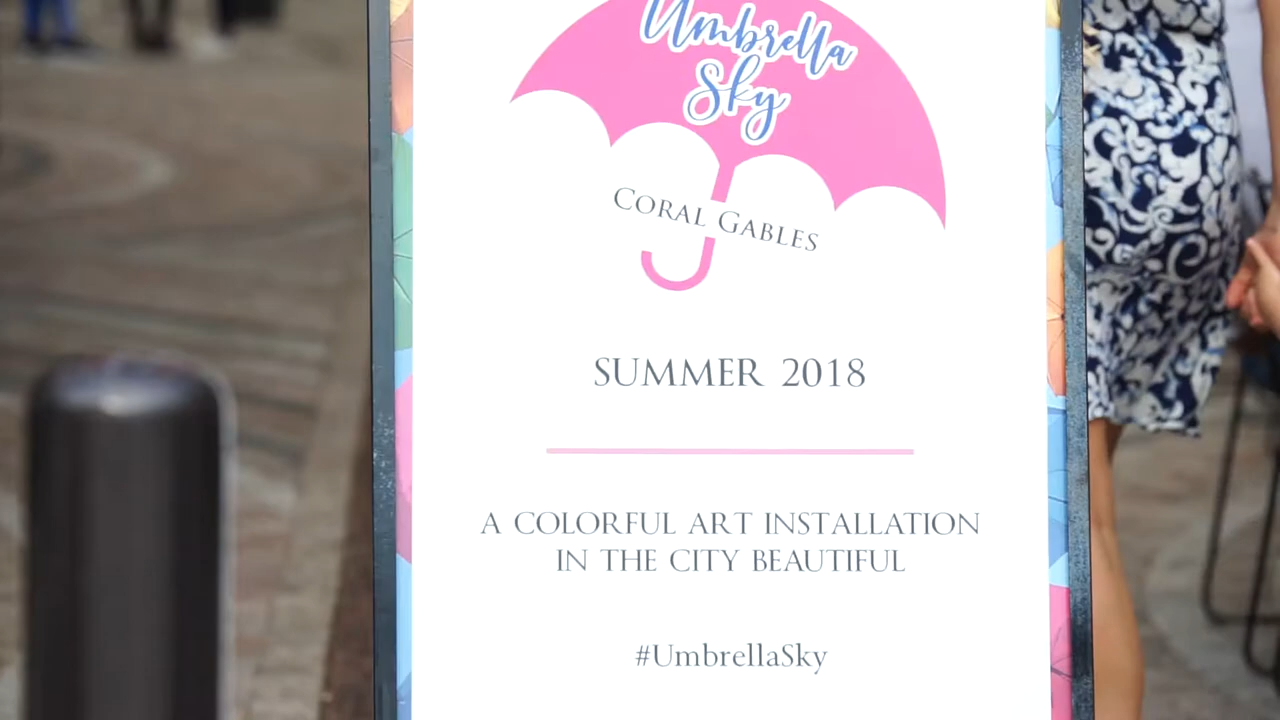 Umbrella
Sky
CORAL GABLES
SUMMER 2018
A COLORFUL ART INSTALLATION
IN THE CITY BEAUTIFUL
#UmbrellaSky